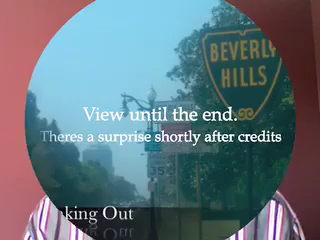 BEVERLY
HILLS
View until the end.
Theres a surprise shortly after credits
king Out